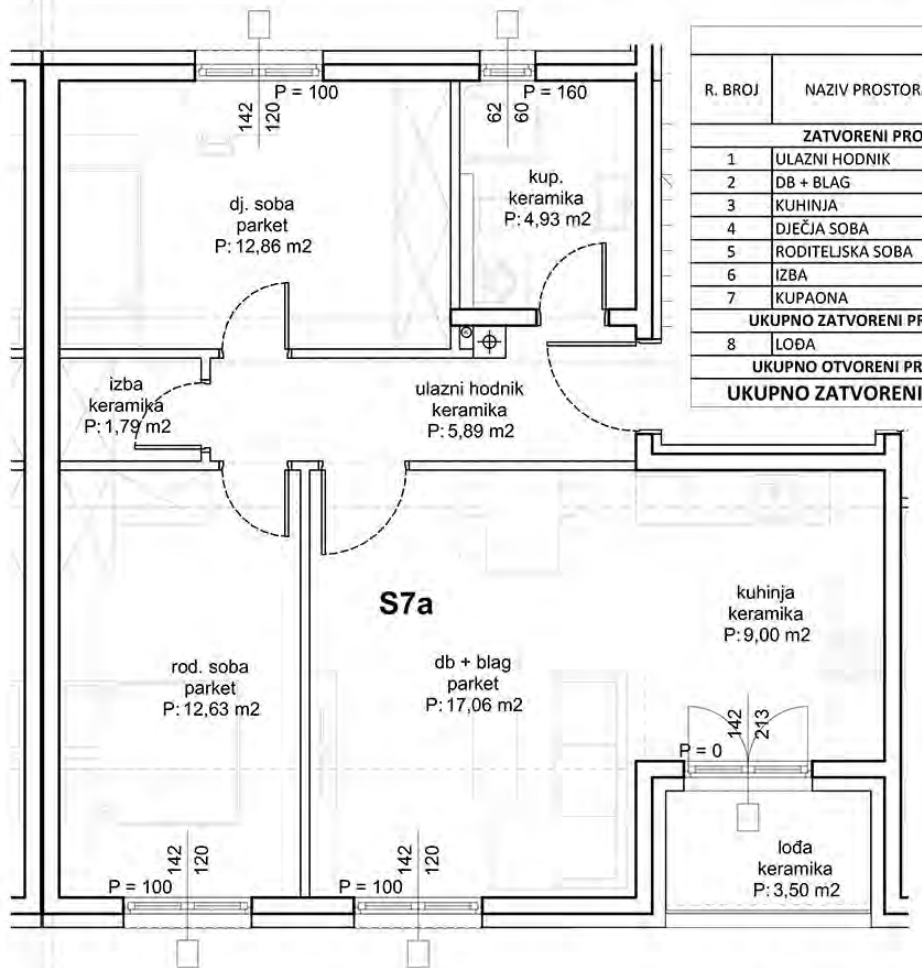 142
120
P = 100
62
60
P = 160
dj. soba
parket
P: 12,86 m2
kup.
keramika
P: 4,93 m2
izba
keramika
P: 1,79 m2
ulazni hodnik
keramika
P: 5,89 m2
S7a
rod. soba
parket
P: 12,63 m2
db + blag
parket
P: 17,06 m2
kuhinja
keramika
P: 9,00 m2
142
213
P = 0
lođa
keramika
P: 3,50 m2
142
120
P = 100
142
120
P = 100
R. BROJ NAZIV PROSTOR
ZATVORENI PRO
1 ULAZNI HODNIK
2 DB + BLAG
3 KUHINJA
4 DJEČJA SOBA
5 RODITELJSKA SOBA
6 IZBA
7 KUPAONA
UKUPNO ZATVORENI PR
8 LOĐA
UKUPNO OTVORENI PR
UKUPNO ZATVORENI